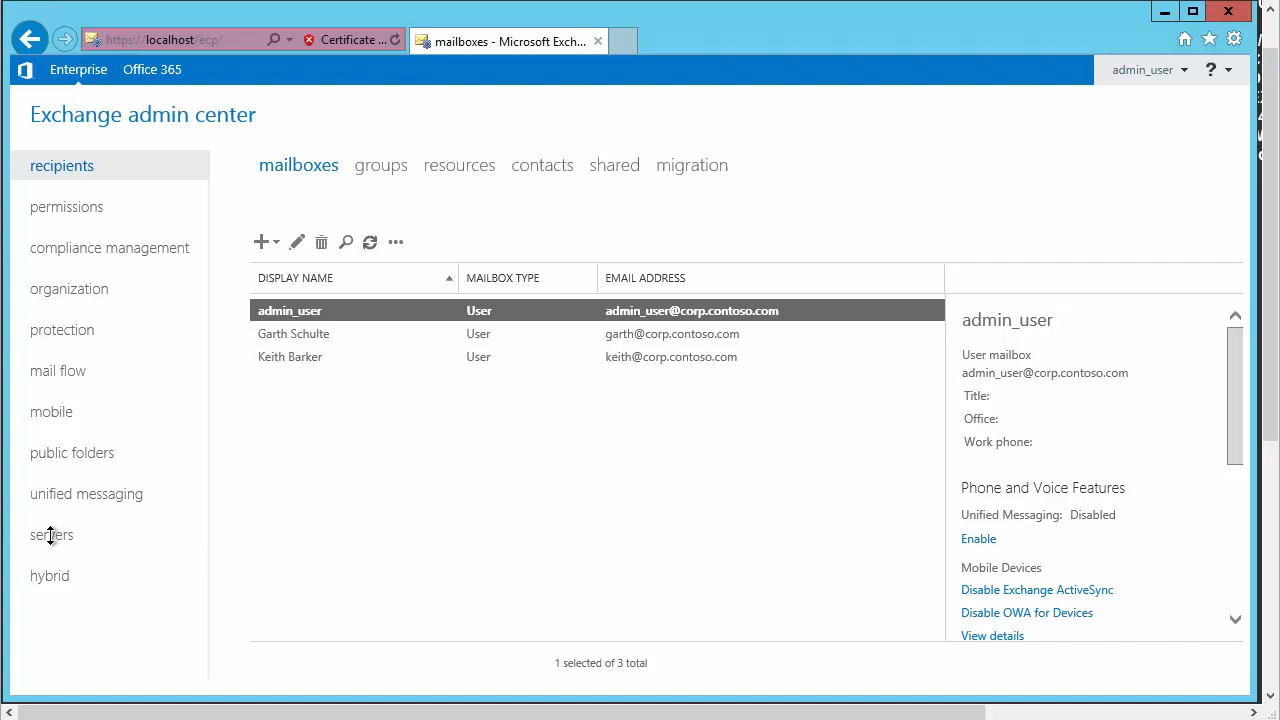 https://localhost/ecp/
Certificate ...
mailboxes - Microsoft Exch...
Enterprise
Office 365
admin_user
?
Exchange admin center
recipients
permissions
compliance management
organization
protection
mail flow
mobile
public folders
unified messaging
servers
hybrid
mailboxes groups resources contacts shared migration
DISPLAY NAME MAILBOX TYPE EMAIL ADDRESS
admin_user User admin_user@corp.contoso.com
Garth Schulte User garth@corp.contoso.com
Keith Barker User keith@corp.contoso.com
1 selected of 3 total
admin_user
User mailbox
admin_user@corp.contoso.com
Title:
Office:
Work phone:
Phone and Voice Features
Unified Messaging: Disabled
Enable
Mobile Devices
Disable Exchange ActiveSync
Disable OWA for Devices
View details